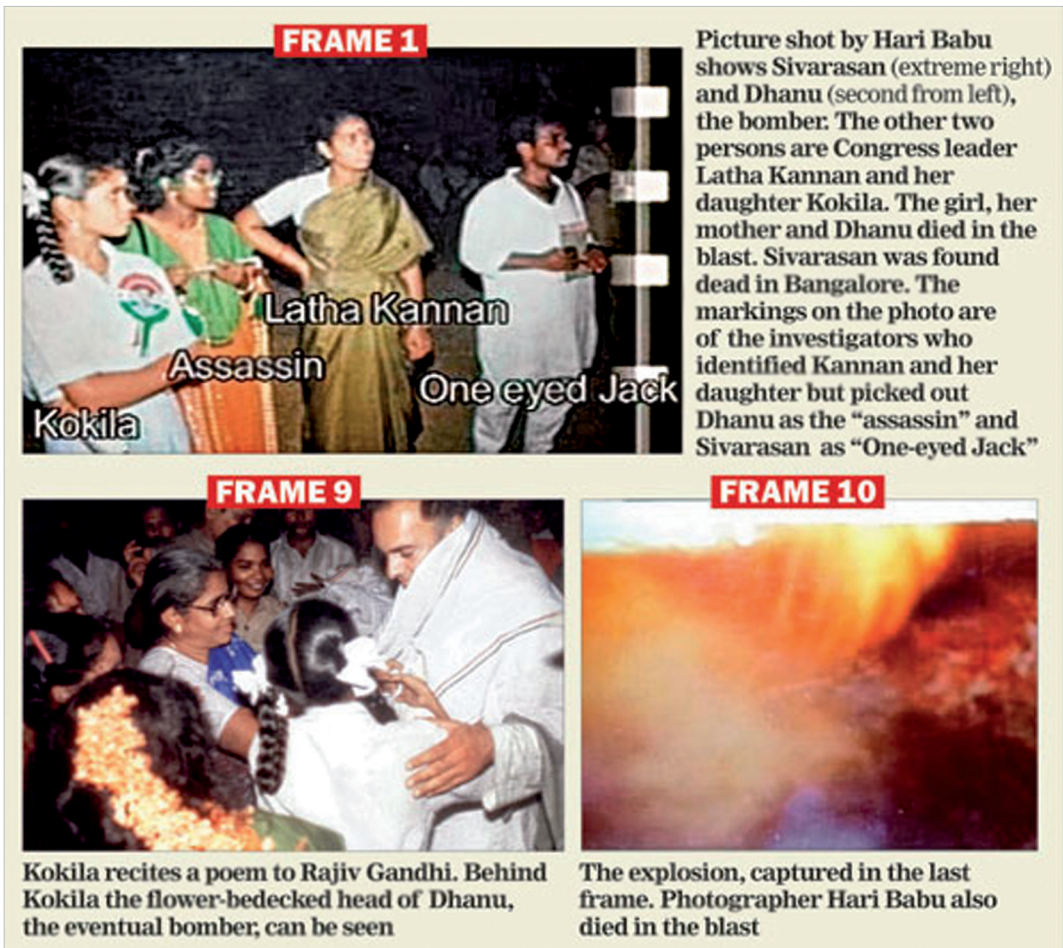 FRAME 1
Kokila
Assassin
Latha Kannan
One eyed Jack
Picture shot by Hari Babu
shows Sivarasan (extreme right)
and Dhanu (second from left),
the bomber. The other two
persons are Congress leader
Latha Kannan and her
daughter Kokila. The girl, her
mother and Dhanu died in the
blast. Sivarasan was found
dead in Bangalore. The
markings on the photo are
of the investigators who
identified Kannan and her
daughter but picked out
Dhanu as the “assassin” and
Sivarasan as “One-eyed Jack”
FRAME 9
Kokila recites a poem to Rajiv Gandhi. Behind
Kokila the flower-bedecked head of Dhanu,
the eventual bomber, can be seen
FRAME 10
The explosion, captured in the last
frame. Photographer Hari Babu also
died in the blast